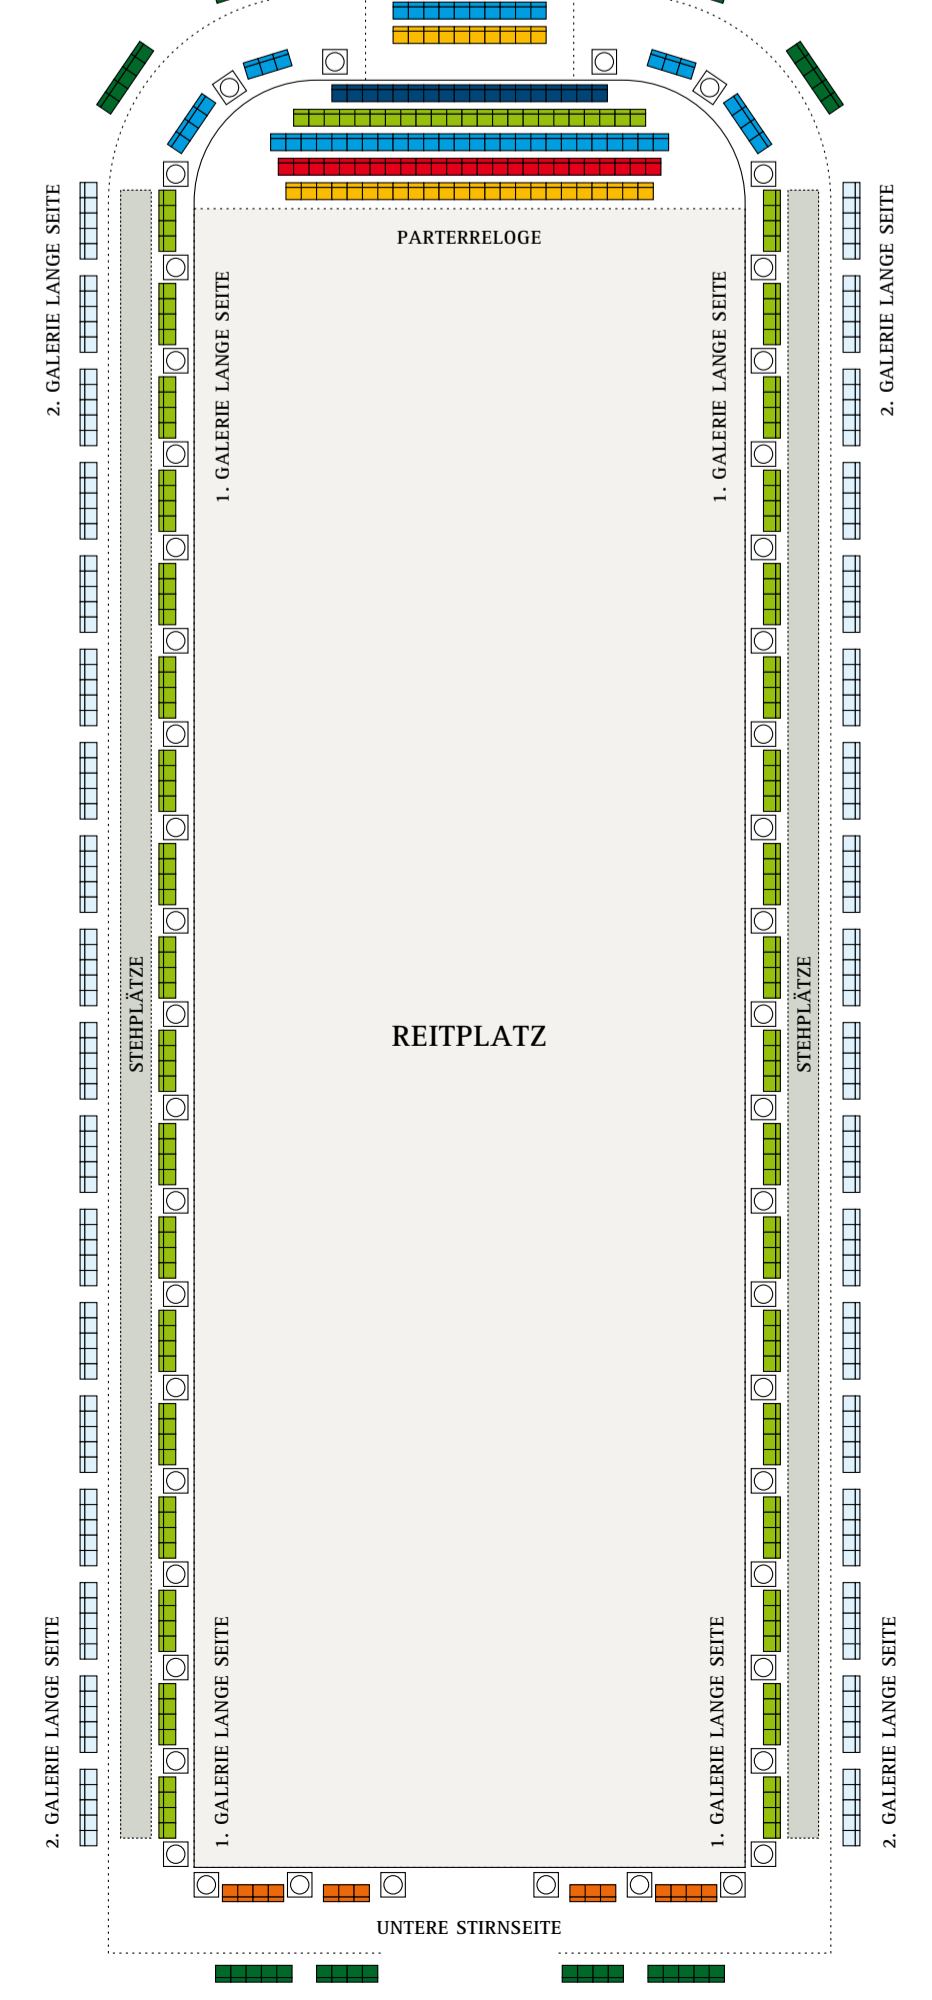 PARTERRELOGE
2. GALERIE LANGE SEITE
1. GALERIE LANGE SEITE
1. GALERIE LANGE SEITE
2. GALERIE LANGE SEITE
STEHPLÄTZE
REITPLATZ
STEHPLÄTZE
2. GALERIE LANGE SEITE
1. GALERIE LANGE SEITE
1. GALERIE LANGE SEITE
2. GALERIE LANGE SEITE
UNTERE STIRNSEITE